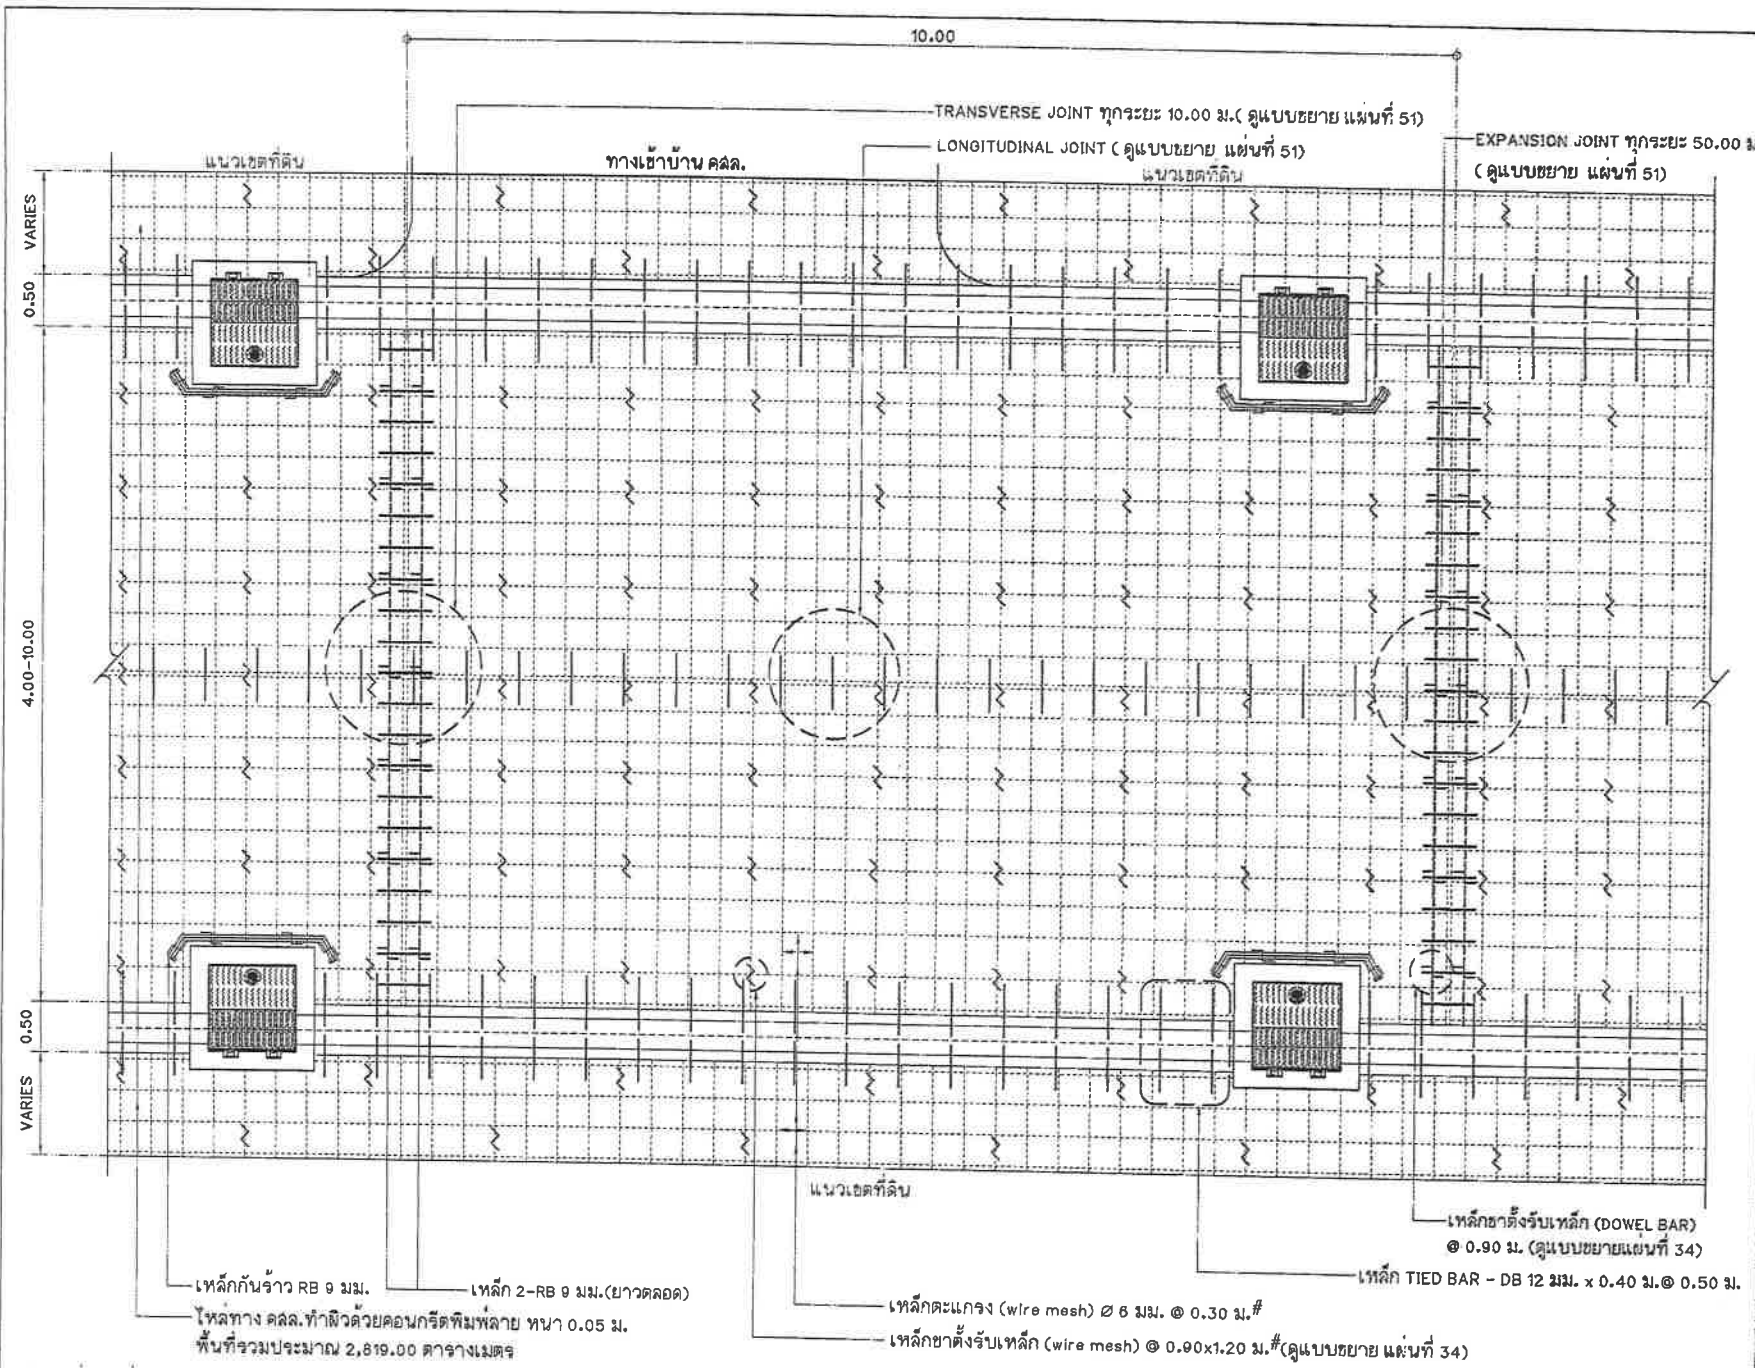 10.00
TRANSVERSE JOINT ทุกระยะ 10.00 ม.( ดูแบบขยาย แผ่นที่ 51)
LONGITUDINAL JOINT ( ดูแบบขยาย แผ่นที่ 51)
EXPANSION JOINT ทุกระยะ 50.00 ม
( ดูแบบขยาย แผ่นที่ 51)
แนวเขตที่ดิน
ทางเข้าบ้าน คสล.
แนวเขตที่ดิน
VARIES
0.50
4.00-10.00
0.50
VARIES
แนวเขตที่ดิน
เหล็กขาตั้งรับเหล็ก (DOWEL BAR)
@ 0.90 ม. (ดูแบบขยายแผ่นที่ 34)
เหล็ก TIED BAR - DB 12 มม. x 0.40 ม.@ 0.50 ม.
เหล็กกันร้าว RB 9 มม.
เหล็ก 2-RB 9 มม.(ยาวตลอด)
เหล็กตะแกรง (wire mesh) Ø 6 มม. @ 0.30 ม.#
ไหล่ทาง คสล.ทำผิวด้วยคอนกรีตพิมพ์ลาย หนา 0.05 ม.
เหล็กขาตั้งรับเหล็ก (wire mesh) @ 0.90x1.20 ม.#(ดูแบบขยาย แผ่นที่ 34)
พื้นที่รวมประมาณ 2,819.00 ตารางเมตร